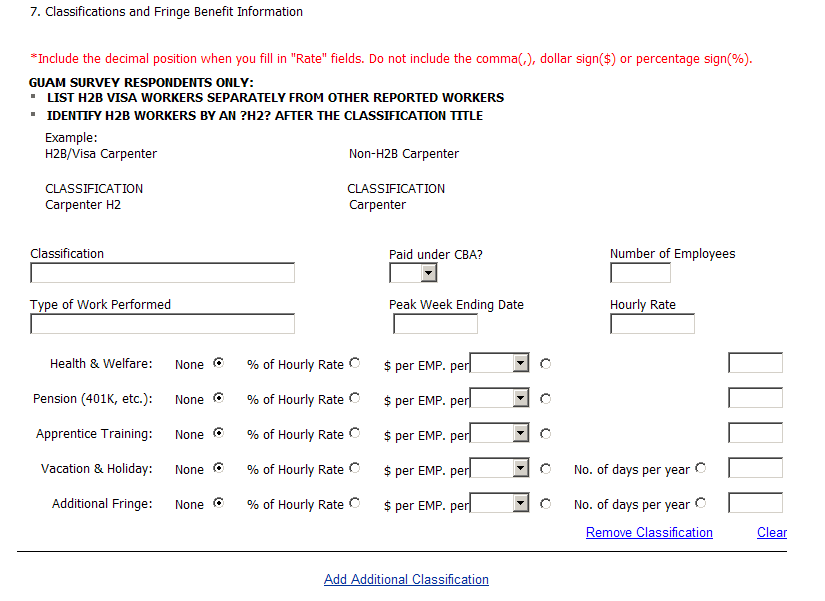 7. Classifications and Fringe Benefit Information
*Include the decimal position when you fill in "Rate" fields. Do not include the comma(,), dollar sign($) or percentage sign(%).
GUAM SURVEY RESPONDENTS ONLY:
LIST H2B VISA WORKERS SEPARATELY FROM OTHER REPORTED WORKERS
IDENTIFY H2B WORKERS BY AN ?H2? AFTER THE CLASSIFICATION TITLE
Example:
H2B/Visa Carpenter Non-H2B Carpenter
CLASSIFICATION CLASSIFICATION
Carpenter H2 Carpenter
Classification Paid under CBA? Number of Employees
Type of Work Performed Peak Week Ending Date Hourly Rate
Health & Welfare: None % of Hourly Rate $ per EMP. per
Pension (401K, etc.): None % of Hourly Rate $ per EMP. per
Apprentice Training: None % of Hourly Rate $ per EMP. per
Vacation & Holiday: None % of Hourly Rate $ per EMP. per No. of days per year
Additional Fringe: None % of Hourly Rate $ per EMP. per No. of days per year
Remove Classification Clear
Add Additional Classification